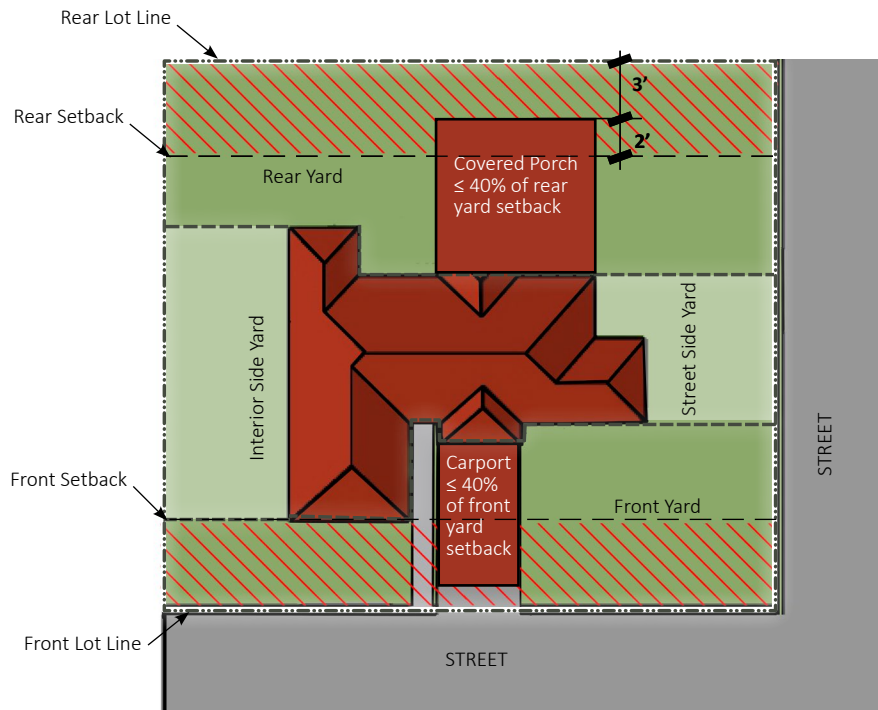 Rear Lot Line
3’
Rear Setback
2’
Covered Porch
≤ 40% of rear
yard setback
Rear Yard
Interior Side Yard
Street Side Yard
STREET
Carport
≤ 40%
of front
yard
setback
Front Setback
Front Yard
Front Lot Line
STREET